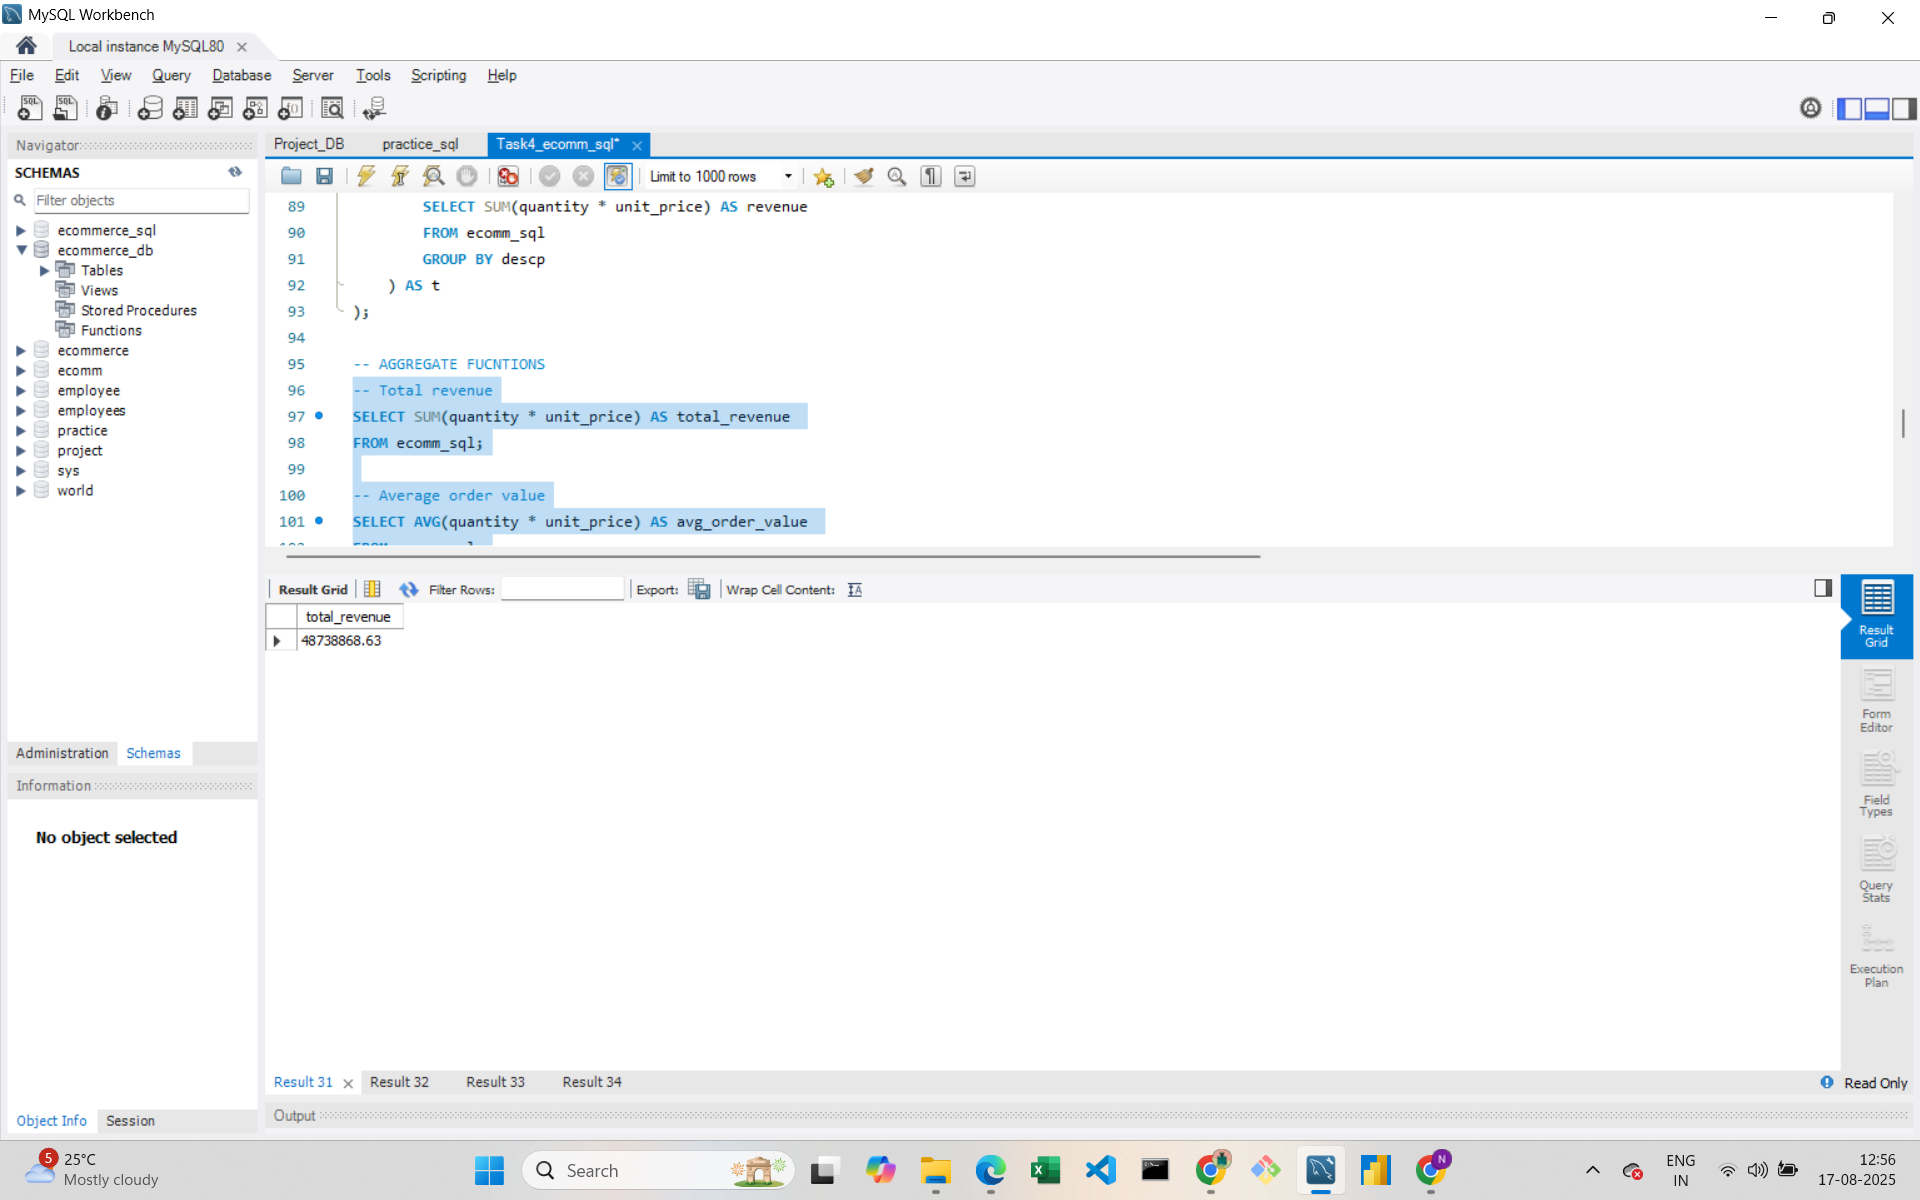 MySQL Workbench
Local instance MySQL80
File Edit View Query Database Server Tools Scripting Help
Navigator
SCHEMAS
Filter objects
ecommerce_sql
ecommerce_db
Tables
Views
Stored Procedures
Functions
ecommerce
ecomm
employee
employees
practice
project
sys
world
Administration Schemas
Information
No object selected
Object Info Session
Project_DB practice_sql Task4_ecomm_sql*
Limit to 1000 rows
89 SELECT SUM(quantity * unit_price) AS revenue
90 FROM ecomm_sql
91 GROUP BY descp
92 ) AS t
93 );
94
95 -- AGGREGATE FUCNTIONS
96 -- Total revenue
97 SELECT SUM(quantity * unit_price) AS total_revenue
98 FROM ecomm_sql;
99
100 -- Average order value
101 SELECT AVG(quantity * unit_price) AS avg_order_value
Result Grid Filter Rows: Export: Wrap Cell Content:
total_revenue
48738868.63
Result Grid
Form Editor
Field Types
Query Stats
Execution Plan
Result 31 Result 32 Result 33 Result 34
Read Only
Output
5
25°C
Mostly cloudy
Search
N
ENG
IN
12:56
17-08-2025